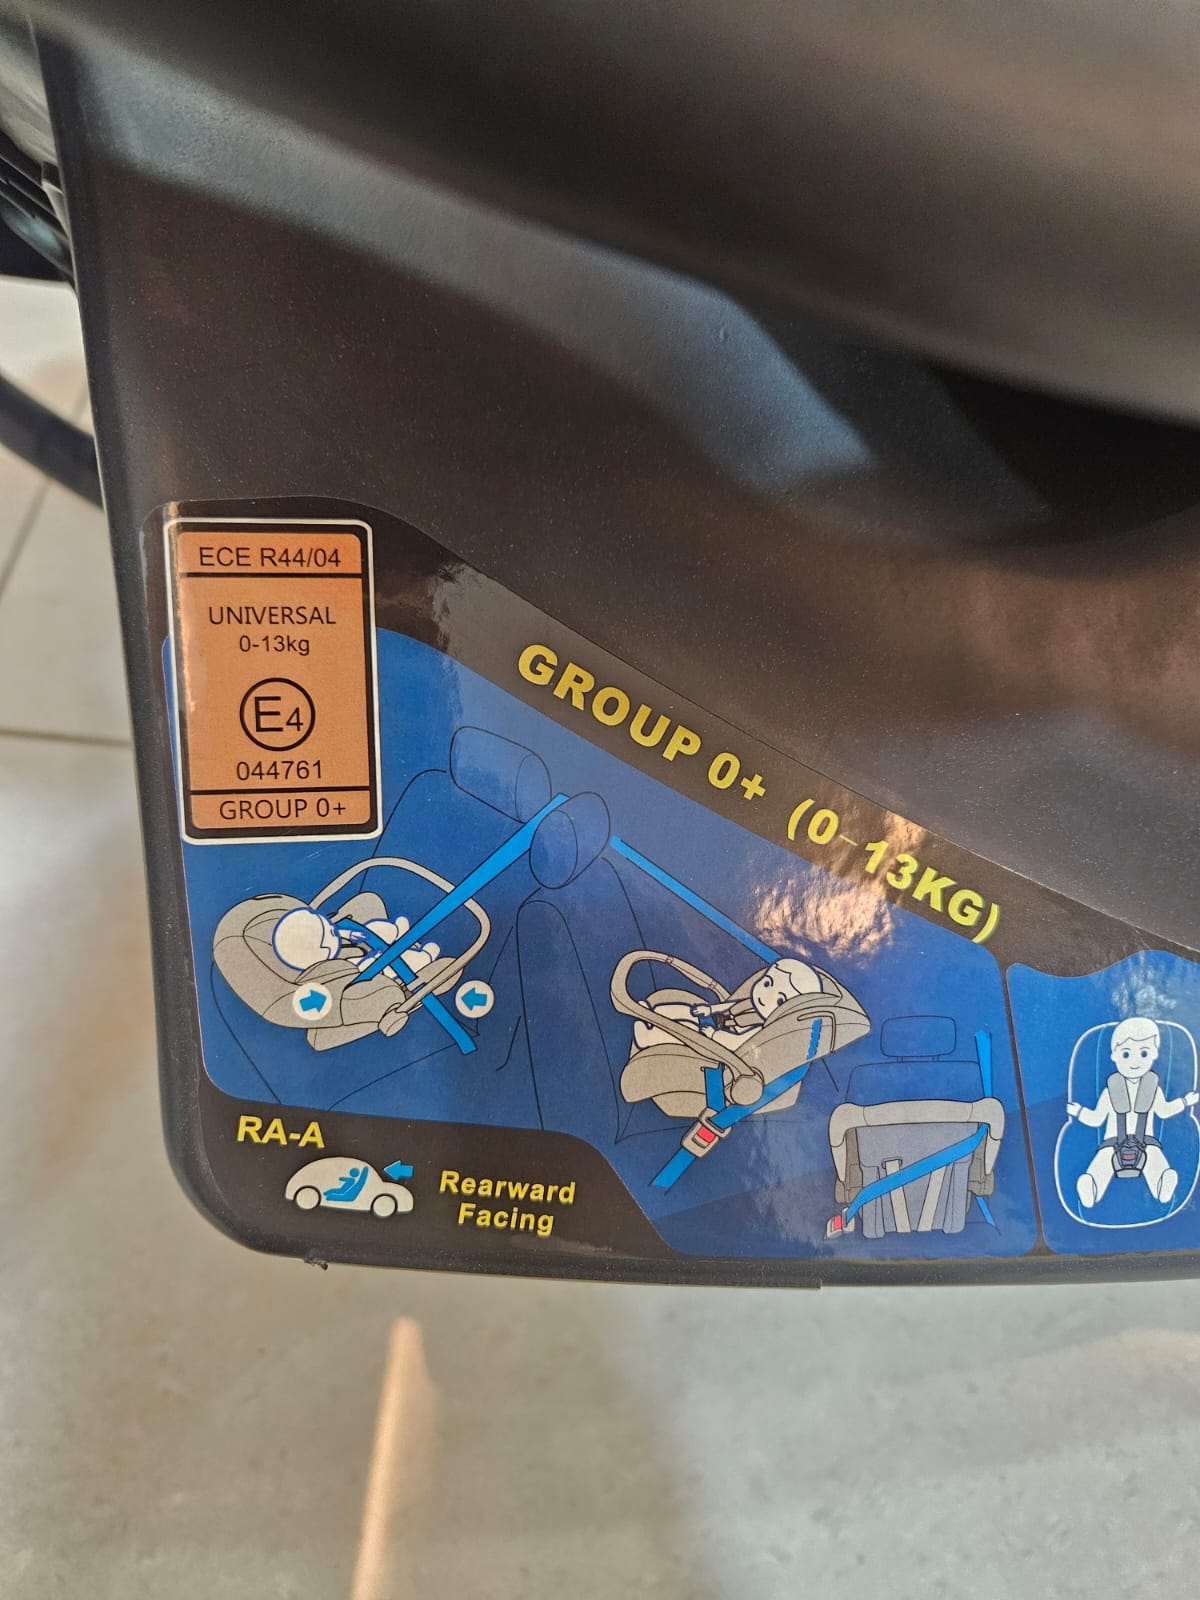 ECE R44/04
UNIVERSAL
0-13kg
E4
044761
GROUP 0+
GROUP 0+ (0-13KG)
RA-A
Rearward
Facing